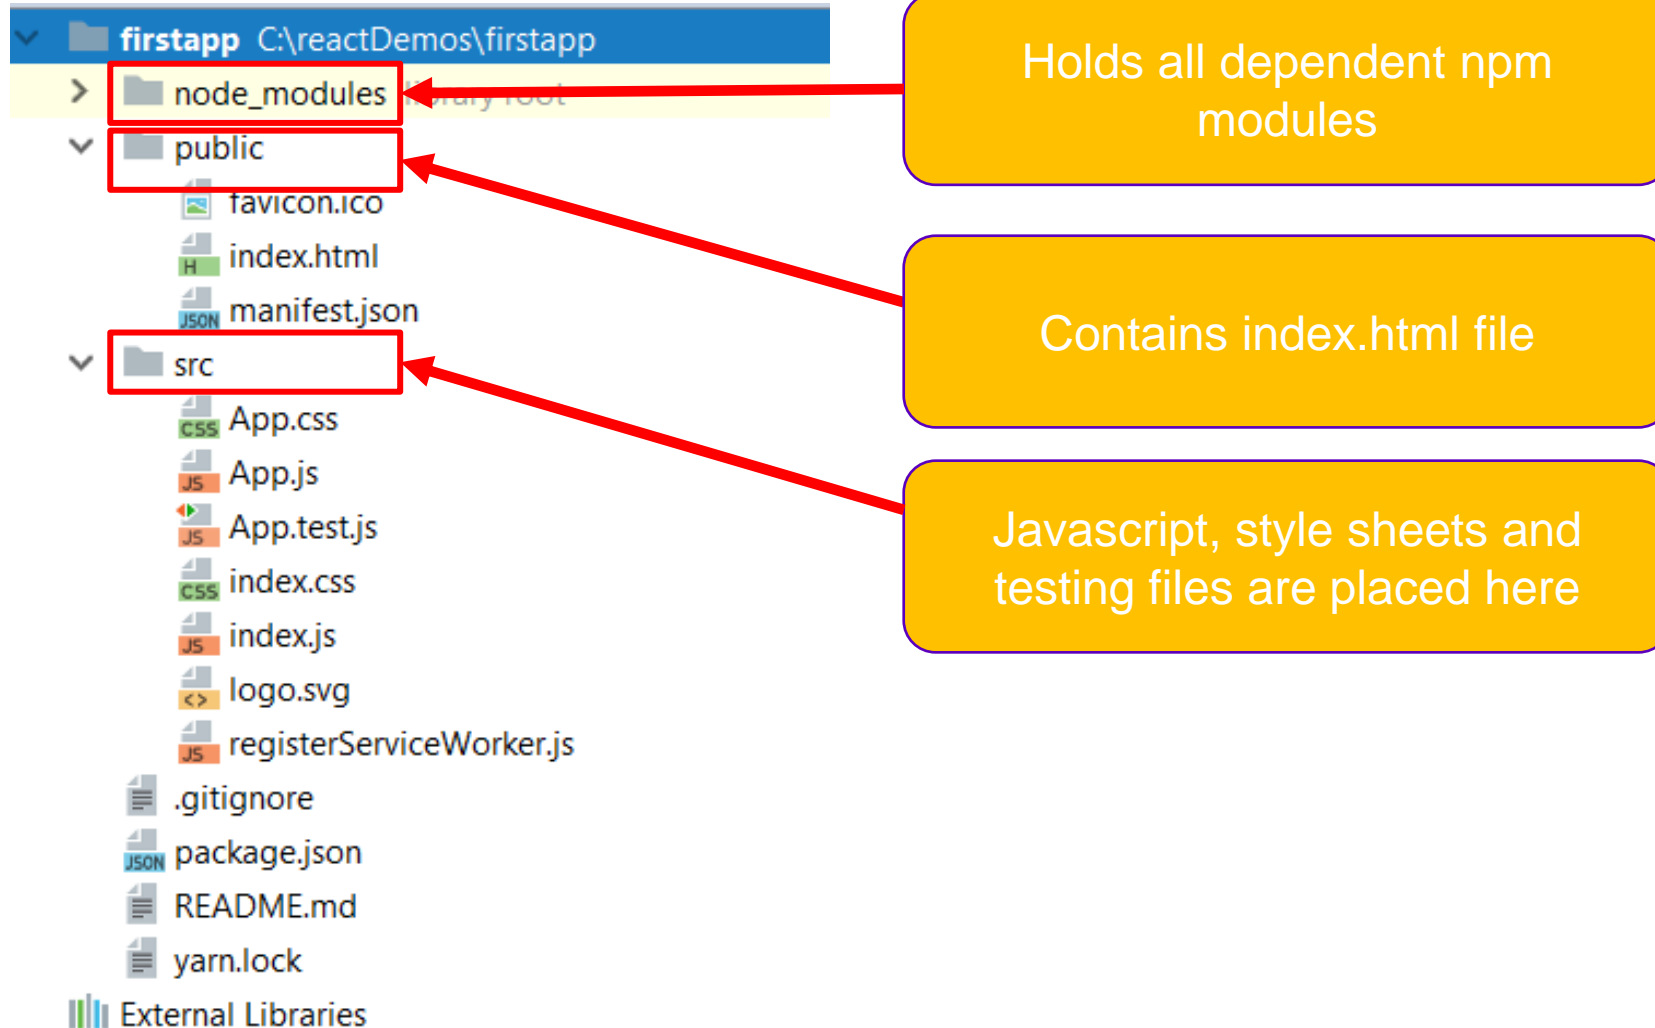 firstapp C:\reactDemos\firstapp
node_modules library root
public
favicon.ico
index.html
manifest.json
src
App.css
App.js
App.test.js
index.css
index.js
logo.svg
registerServiceWorker.js
.gitignore
package.json
README.md
yarn.lock
External Libraries
Holds all dependent npm
modules
Contains index.html file
Javascript, style sheets and
testing files are placed here